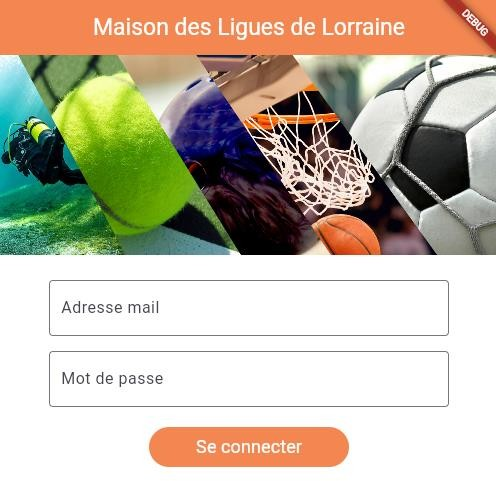 Maison des Ligues de Lorraine
DEBUG
Adresse mail
Mot de passe
Se connecter